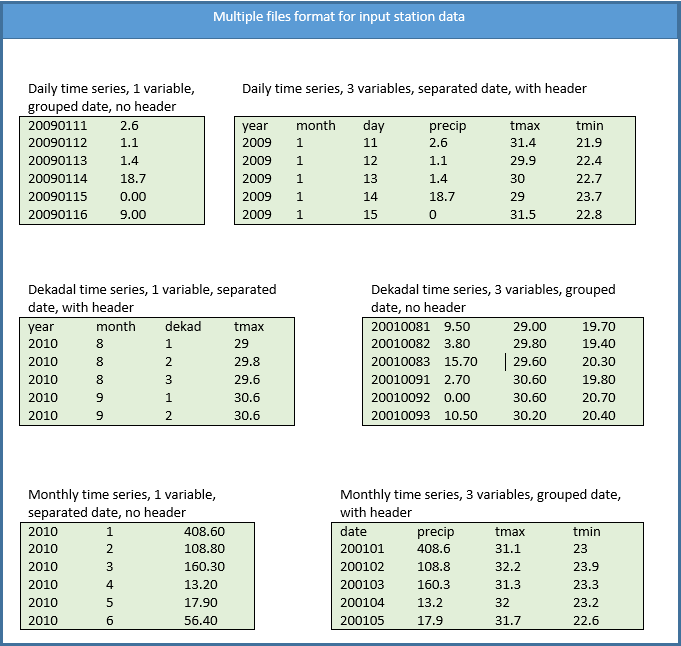 Multiple files format for input station data
Daily time series, 1 variable,
grouped date, no header
20090111 2.6
20090112 1.1
20090113 1.4
20090114 18.7
20090115 0.00
20090116 9.00
Daily time series, 3 variables, separated date, with header
year month day precip tmax tmin
2009 1 11 2.6 31.4 21.9
2009 1 12 1.1 29.9 22.4
2009 1 13 1.4 30 22.7
2009 1 14 18.7 29 23.7
2009 1 15 0 31.5 22.8
Dekadal time series, 1 variable, separated
date, with header
year month dekad tmax
2010 8 1 29
2010 8 2 29.8
2010 8 3 29.6
2010 9 1 30.6
2010 9 2 30.6
Dekadal time series, 3 variables, grouped
date, no header
20010081 9.50 29.00 19.70
20010082 3.80 29.80 19.40
20010083 15.70 29.60 20.30
20010091 2.70 30.60 19.80
20010092 0.00 30.60 20.70
20010093 10.50 30.20 20.40
Monthly time series, 1 variable,
separated date, no header
2010 1 408.60
2010 2 108.80
2010 3 160.30
2010 4 13.20
2010 5 17.90
2010 6 56.40
Monthly time series, 3 variables, grouped date,
with header
date precip tmax tmin
200101 408.6 31.1 23
200102 108.8 32.2 23.9
200103 160.3 31.3 23.3
200104 13.2 32 23.2
200105 17.9 31.7 22.6